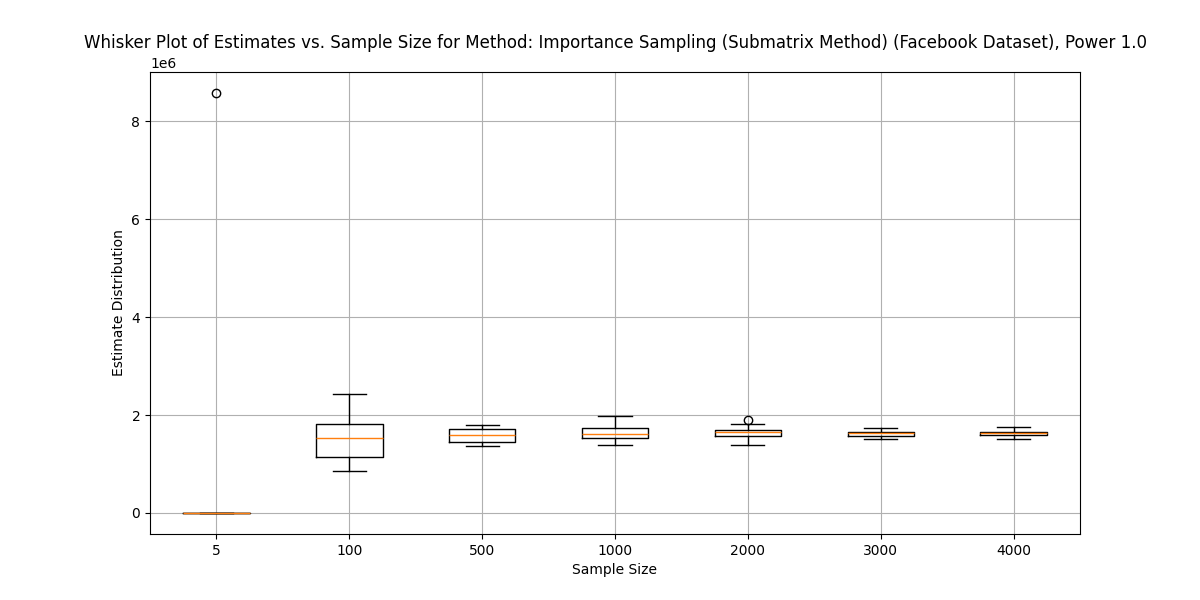 Whisker Plot of Estimates vs. Sample Size for Method: Importance Sampling (Submatrix Method) (Facebook Dataset), Power 1.0
1e6
8
6
4
2
0
Estimate Distribution
5 100 500 1000 2000 3000 4000
Sample Size